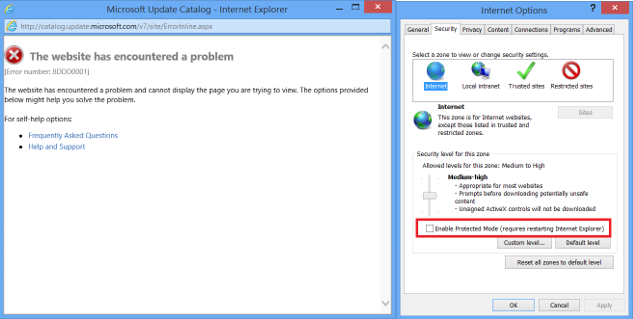 Microsoft Update Catalog - Internet Explorer
http://catalog.update.microsoft.com/v7/site/ErrorInline.aspx
The website has encountered a problem
[Error number: 8DDD0001]
The website has encountered a problem and cannot display the page you are trying to view. The options provided
below might help you solve the problem.
For self-help options:
Frequently Asked Questions
Help and Support
Internet Options
?
General Security Privacy Content Connections Programs Advanced
Select a zone to view or change security settings.
Internet Local intranet Trusted sites Restricted sites
Internet
Sites
This zone is for Internet websites,
except those listed in trusted and
restricted zones.
Security level for this zone
Allowed levels for this zone: Medium to High
Medium-high
- Appropriate for most websites
- Prompts before downloading potentially unsafe
content
- Unsigned ActiveX controls will not be downloaded
Enable Protected Mode (requires restarting Internet Explorer)
Custom level... Default level
Reset all zones to default level
OK Cancel Apply